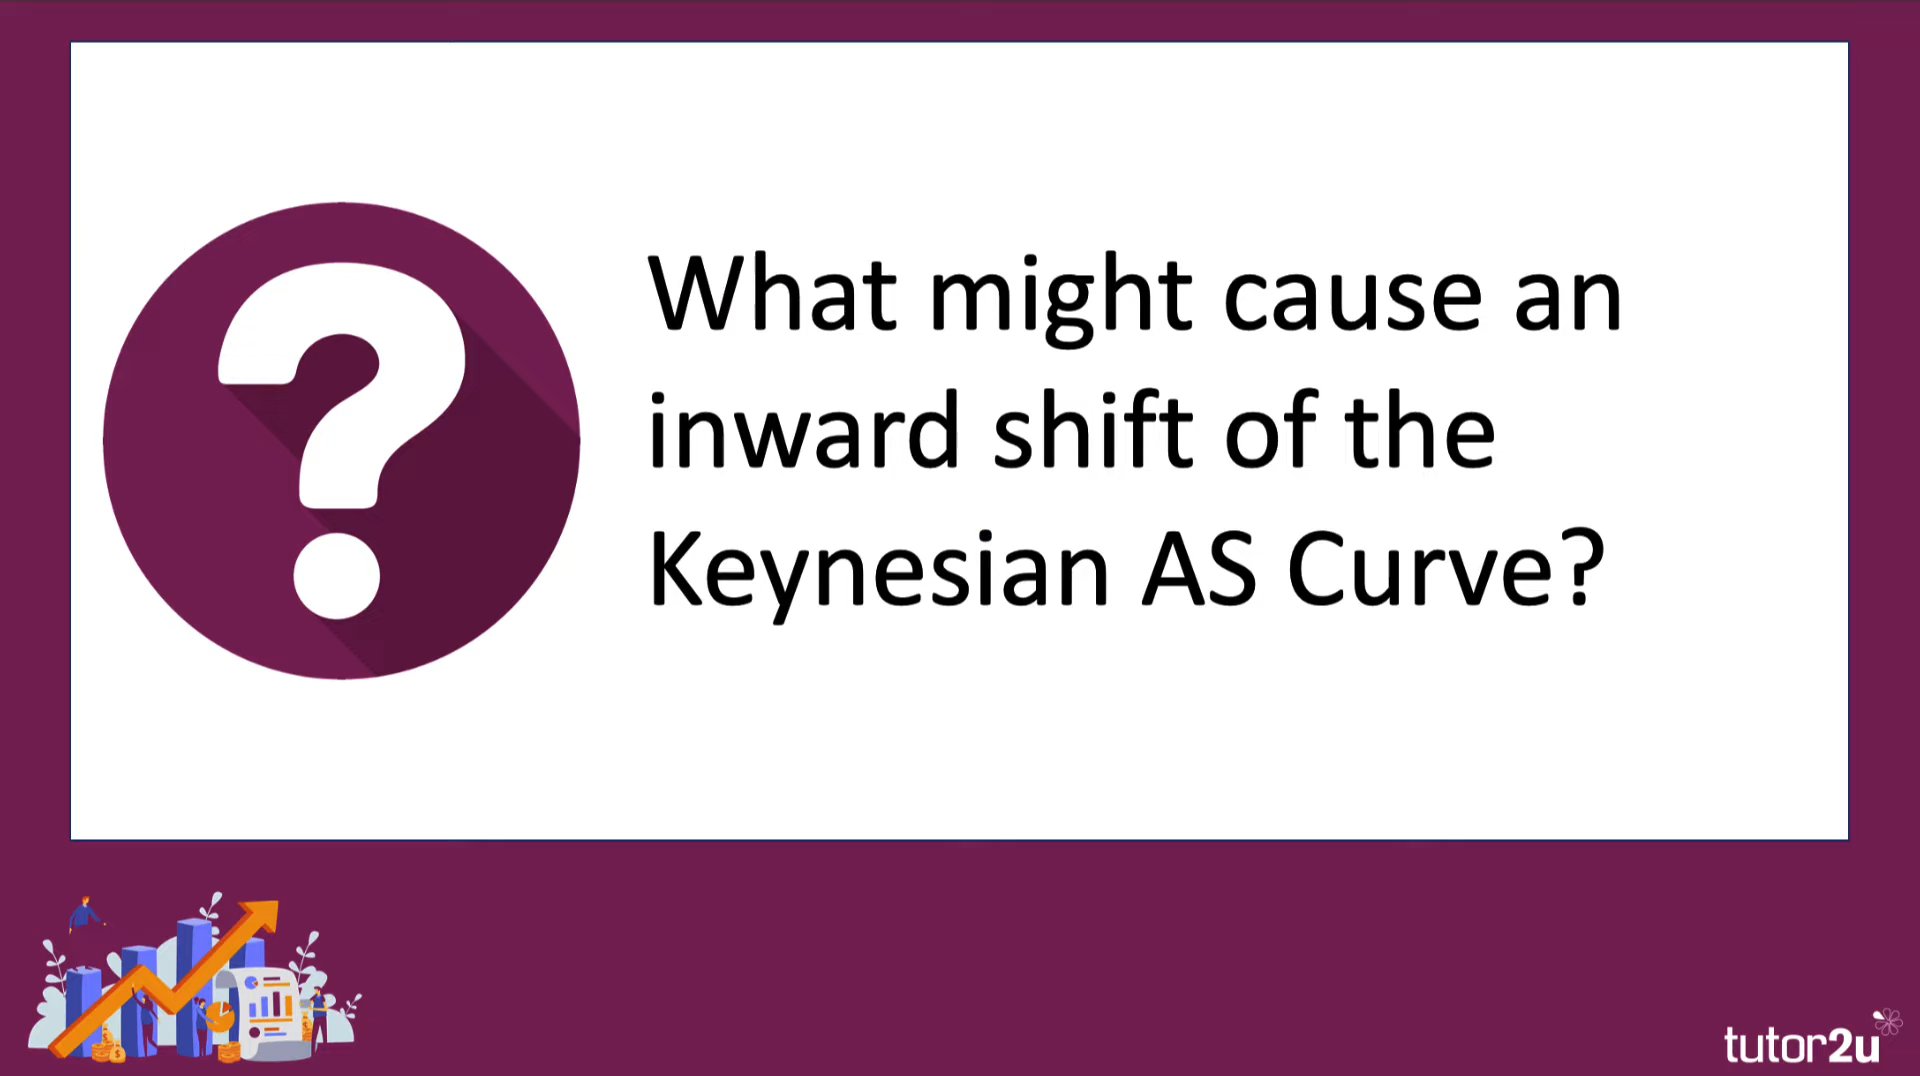 What might cause an
inward shift of the
Keynesian AS Curve?
tutor2u